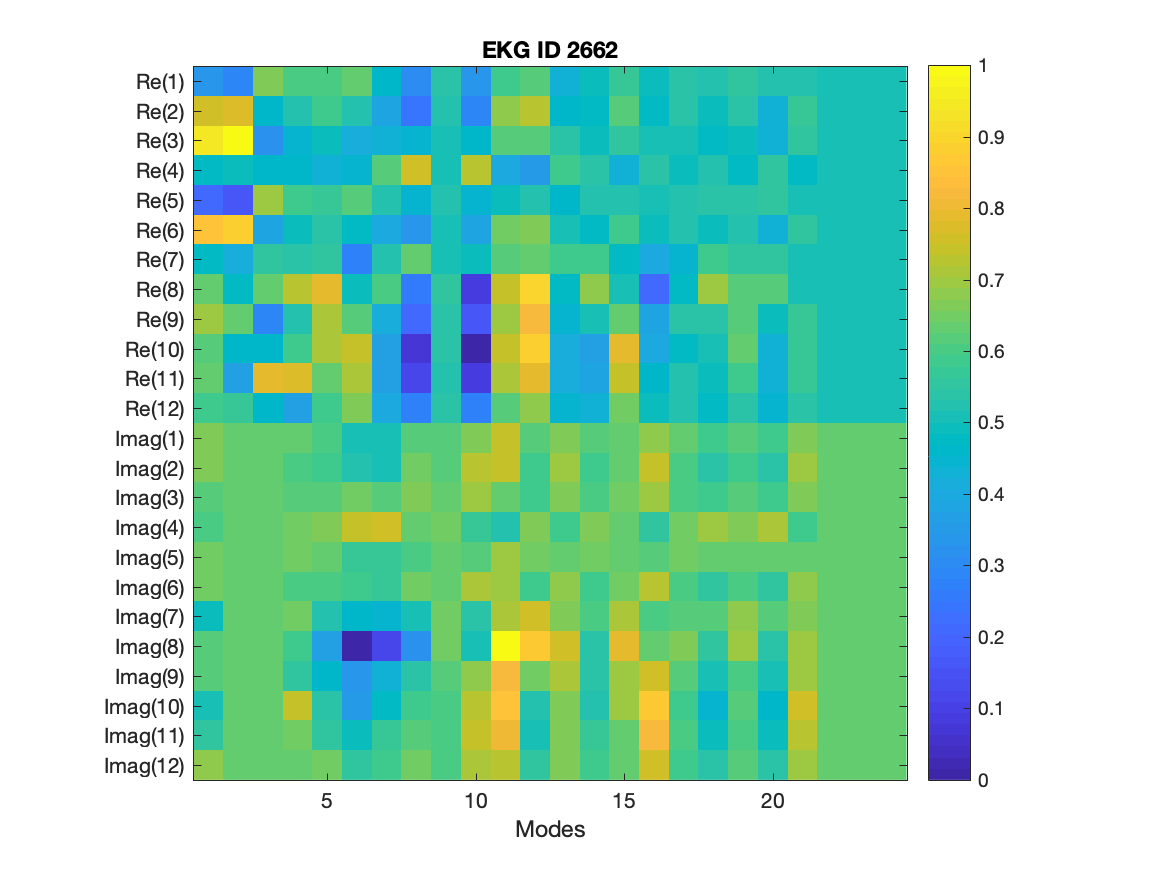 EKG ID 2662
Re(1)
Re(2)
Re(3)
Re(4)
Re(5)
Re(6)
Re(7)
Re(8)
Re(9)
Re(10)
Re(11)
Re(12)
Imag(1)
Imag(2)
Imag(3)
Imag(4)
Imag(5)
Imag(6)
Imag(7)
Imag(8)
Imag(9)
Imag(10)
Imag(11)
Imag(12)
5 10 15 20
Modes
1
0.9
0.8
0.7
0.6
0.5
0.4
0.3
0.2
0.1
0